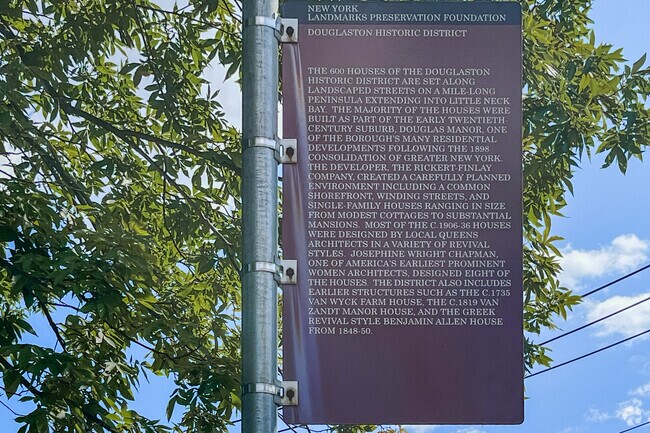 NEW YORK
LANDMARKS PRESERVATION FOUNDATION
DOUGLASTON HISTORIC DISTRICT
THE 600 HOUSES OF THE DOUGLASTON
HISTORIC DISTRICT ARE SET ALONG
LANDSCAPED STREETS ON A MILE-LONG
PENINSULA EXTENDING INTO LITTLE NECK
BAY. THE MAJORITY OF THE HOUSES WERE
BUILT AS PART OF THE EARLY TWENTIETH
CENTURY SUBURB, DOUGLAS MANOR, ONE
OF THE BOROUGH'S MANY RESIDENTIAL
DEVELOPMENTS FOLLOWING THE 1898
CONSOLIDATION OF GREATER NEW YORK.
THE DEVELOPER, THE RICKERT-FINLAY
COMPANY, CREATED A CAREFULLY PLANNED
ENVIRONMENT INCLUDING A COMMON
SHOREFRONT, WINDING STREETS, AND
SINGLE-FAMILY HOUSES RANGING IN SIZE
FROM MODEST COTTAGES TO SUBSTANTIAL
MANSIONS. MOST OF THE C.1906-36 HOUSES
WERE DESIGNED BY LOCAL QUEENS
ARCHITECTS IN A VARIETY OF REVIVAL
STYLES. JOSEPHINE WRIGHT CHAPMAN,
ONE OF AMERICA'S EARLIEST PROMINENT
WOMEN ARCHITECTS, DESIGNED EIGHT OF
THE HOUSES. THE DISTRICT ALSO INCLUDES
EARLIER STRUCTURES SUCH AS THE C.1735
VAN WYCK FARM HOUSE, THE C.1819 VAN
ZANDT MANOR HOUSE, AND THE GREEK
REVIVAL STYLE BENJAMIN ALLEN HOUSE
FROM 1848-50.